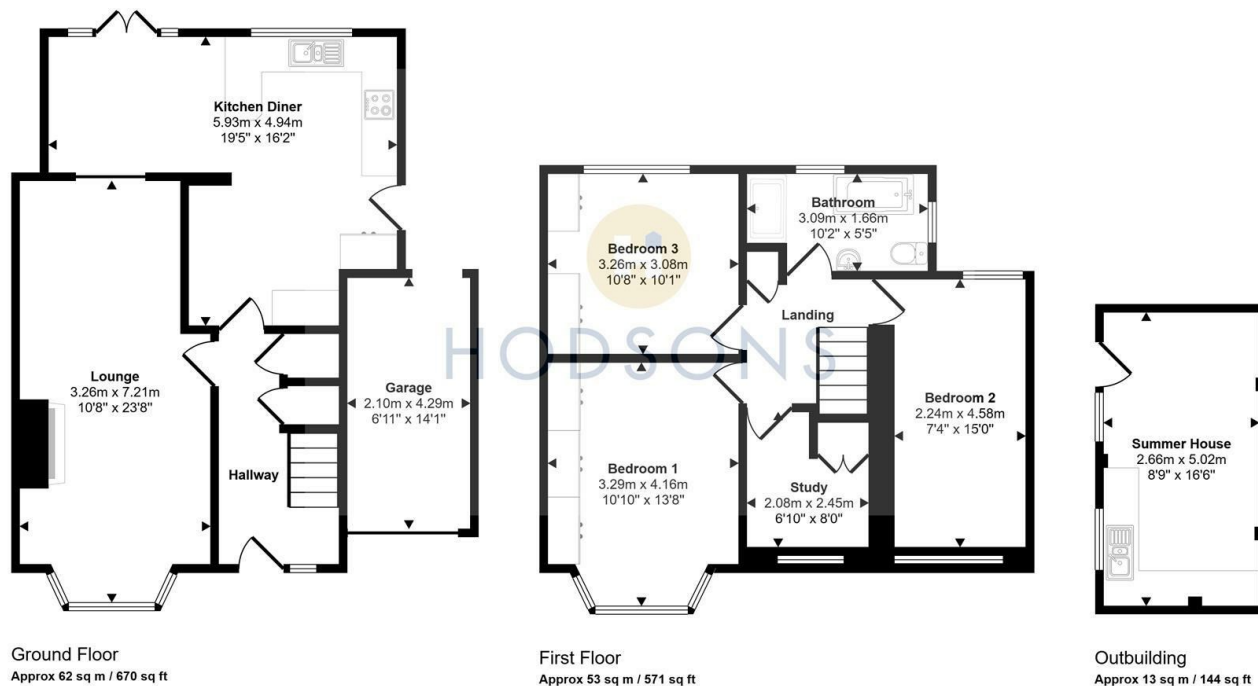 Kitchen Diner
5.93m x 4.94m
19'5" x 16'2"
Lounge
3.26m x 7.21m
10'8" x 23'8"
Garage
2.10m x 4.29m
6'11" x 14'1"
Hallway
Ground Floor
Approx 62 sq m / 670 sq ft
Bathroom
3.09m x 1.66m
10'2" x 5'5"
Bedroom 3
3.26m x 3.08m
10'8" x 10'1"
Landing
HODSONS
Bedroom 2
2.24m x 4.58m
7'4" x 15'0"
Bedroom 1
3.29m x 4.16m
10'10" x 13'8"
Study
2.08m x 2.45m
6'10" x 8'0"
First Floor
Approx 53 sq m / 571 sq ft
Summer House
2.66m x 5.02m
8'9" x 16'6"
Outbuilding
Approx 13 sq m / 144 sq ft